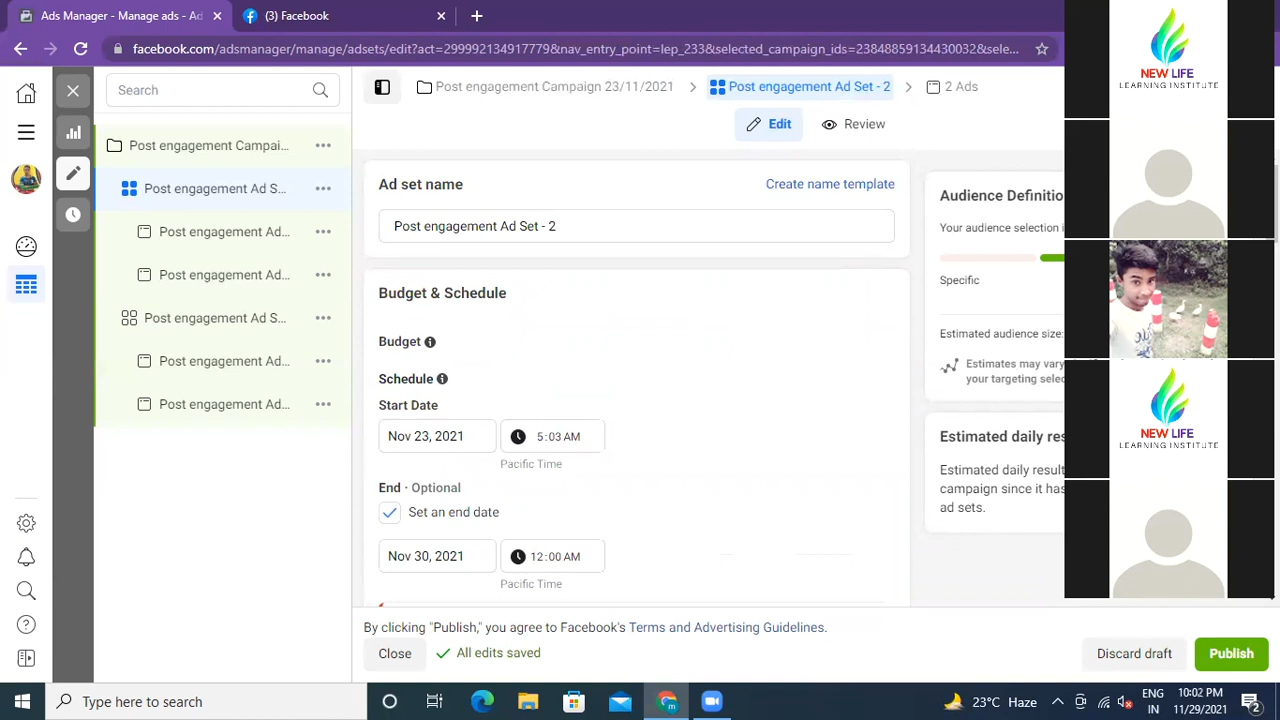 Ads Manager - Manage ads - Ad
(3) Facebook
facebook.com/adsmanager/manage/adsets/edit?act=299992134917779&nav_entry_point=lep_233&selected_campaign_ids=23848859134430032&sele...
Search
Post engagement Campaign 23/11/2021
Post engagement Ad Set - 2
2 Ads
Edit
Review
Post engagement Campai...
Post engagement Ad S...
Post engagement Ad...
Post engagement Ad...
Post engagement Ad S...
Post engagement Ad...
Post engagement Ad...
Ad set name
Create name template
Post engagement Ad Set - 2
Budget & Schedule
Budget
Schedule
Start Date
Nov 23, 2021
5:03 AM
Pacific Time
End · Optional
Set an end date
Nov 30, 2021
12:00 AM
Pacific Time
Audience Definitio
Your audience selection i
Specific
Estimated audience size:
Estimates may vary
your targeting selec
Estimated daily resu
Estimated daily result
campaign since it has
ad sets.
NEW LIFE
LEARNING INSTITUTE
NEW LIFE
LEARNING INSTITUTE
By clicking "Publish," you agree to Facebook's Terms and Advertising Guidelines.
Close
All edits saved
Discard draft
Publish
Type here to search
23°C Haze
ENG
IN
10:02 PM
11/29/2021
2